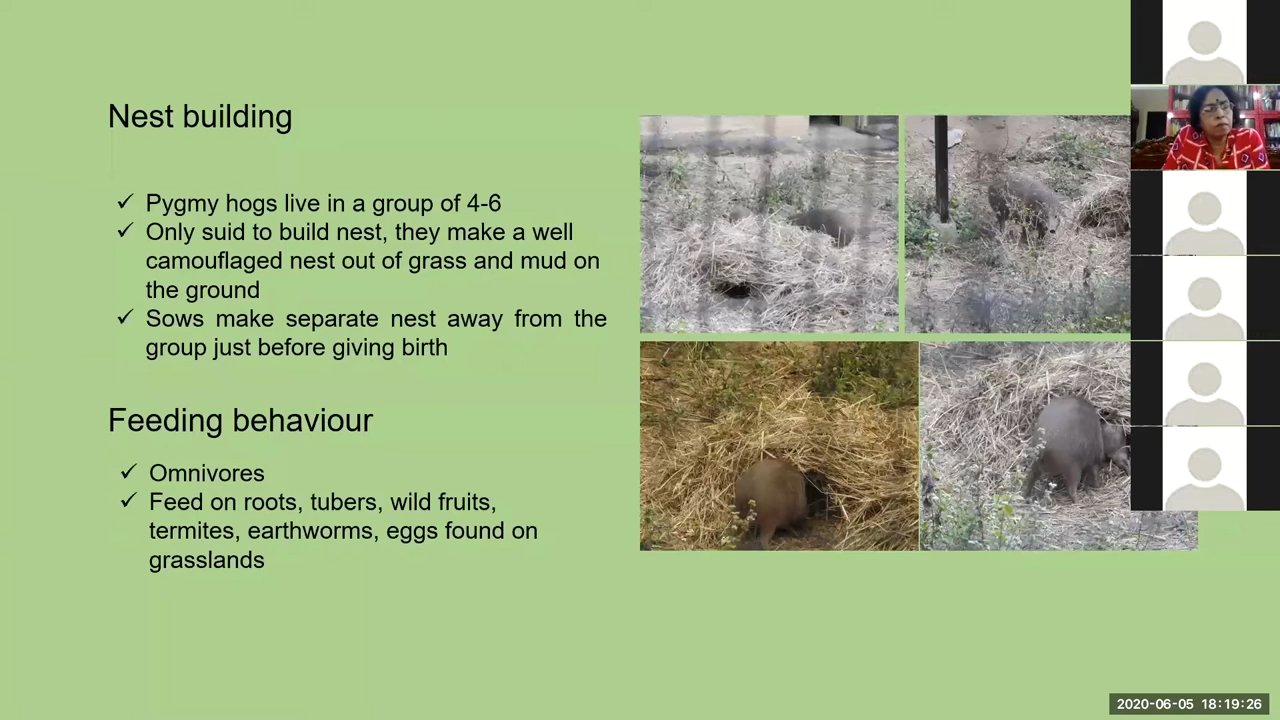 Nest building
✓ Pygmy hogs live in a group of 4-6
✓ Only suid to build nest, they make a well
camouflaged nest out of grass and mud on
the ground
✓ Sows make separate nest away from the
group just before giving birth
Feeding behaviour
✓ Omnivores
✓ Feed on roots, tubers, wild fruits,
termites, earthworms, eggs found on
grasslands
2020-06-05 18:19:26